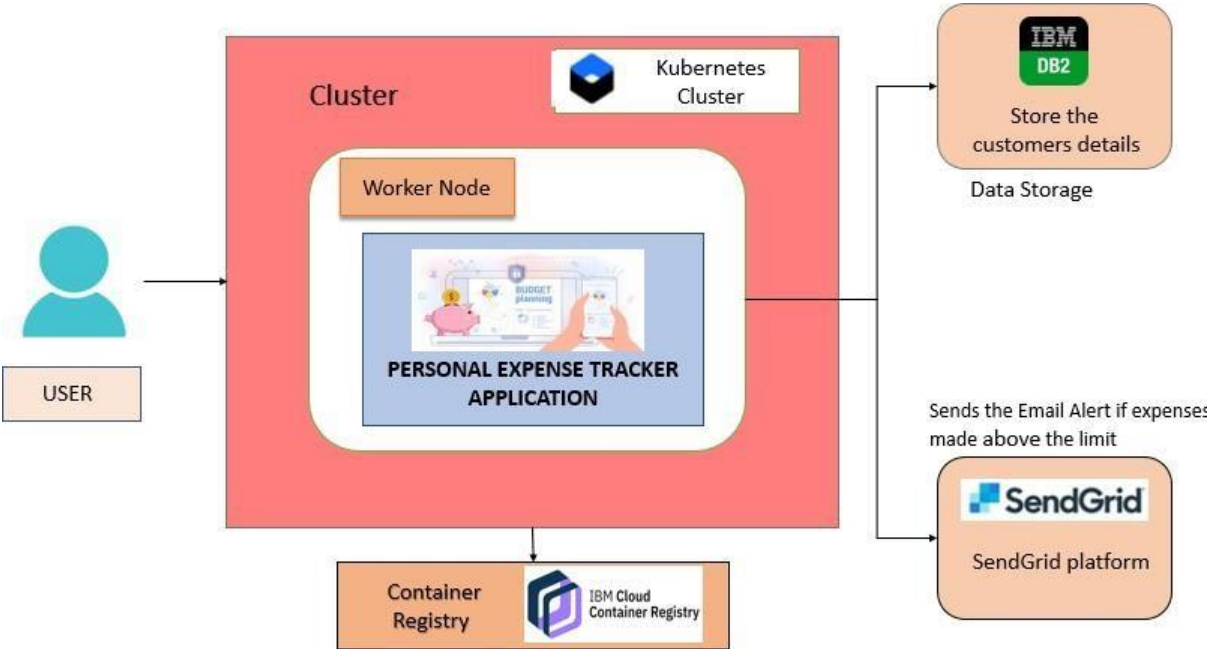 IBM
DB2
Store the
customers details
Data Storage
Kubernetes
Cluster
Cluster
Worker Node
BUDGET
planning
PERSONAL EXPENSE TRACKER
APPLICATION
USER
Sends the Email Alert if expenses
made above the limit
SendGrid
SendGrid platform
Container
Registry
IBM Cloud
Container Registry